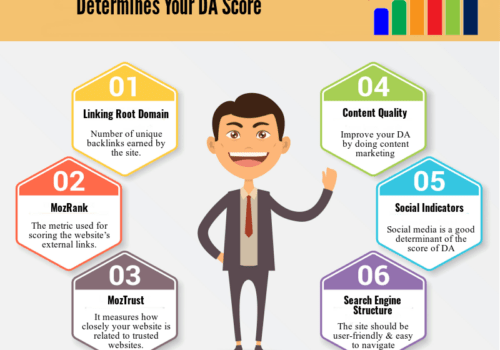 Determines Your DA Score
01
Linking Root Domain
Number of unique
backlinks earned by
the site.
02
MozRank
The metric used for
scoring the website's
external links.
03
MozTrust
It measures how
closely your website is
related to trusted
websites.
04
Content Quality
Improve your DA
by doing content
marketing
05
Social Indicators
Social media is a good
determinant of the
score of DA
06
Search Engine
Structure
The site should be
user-friendly & easy
to navigate